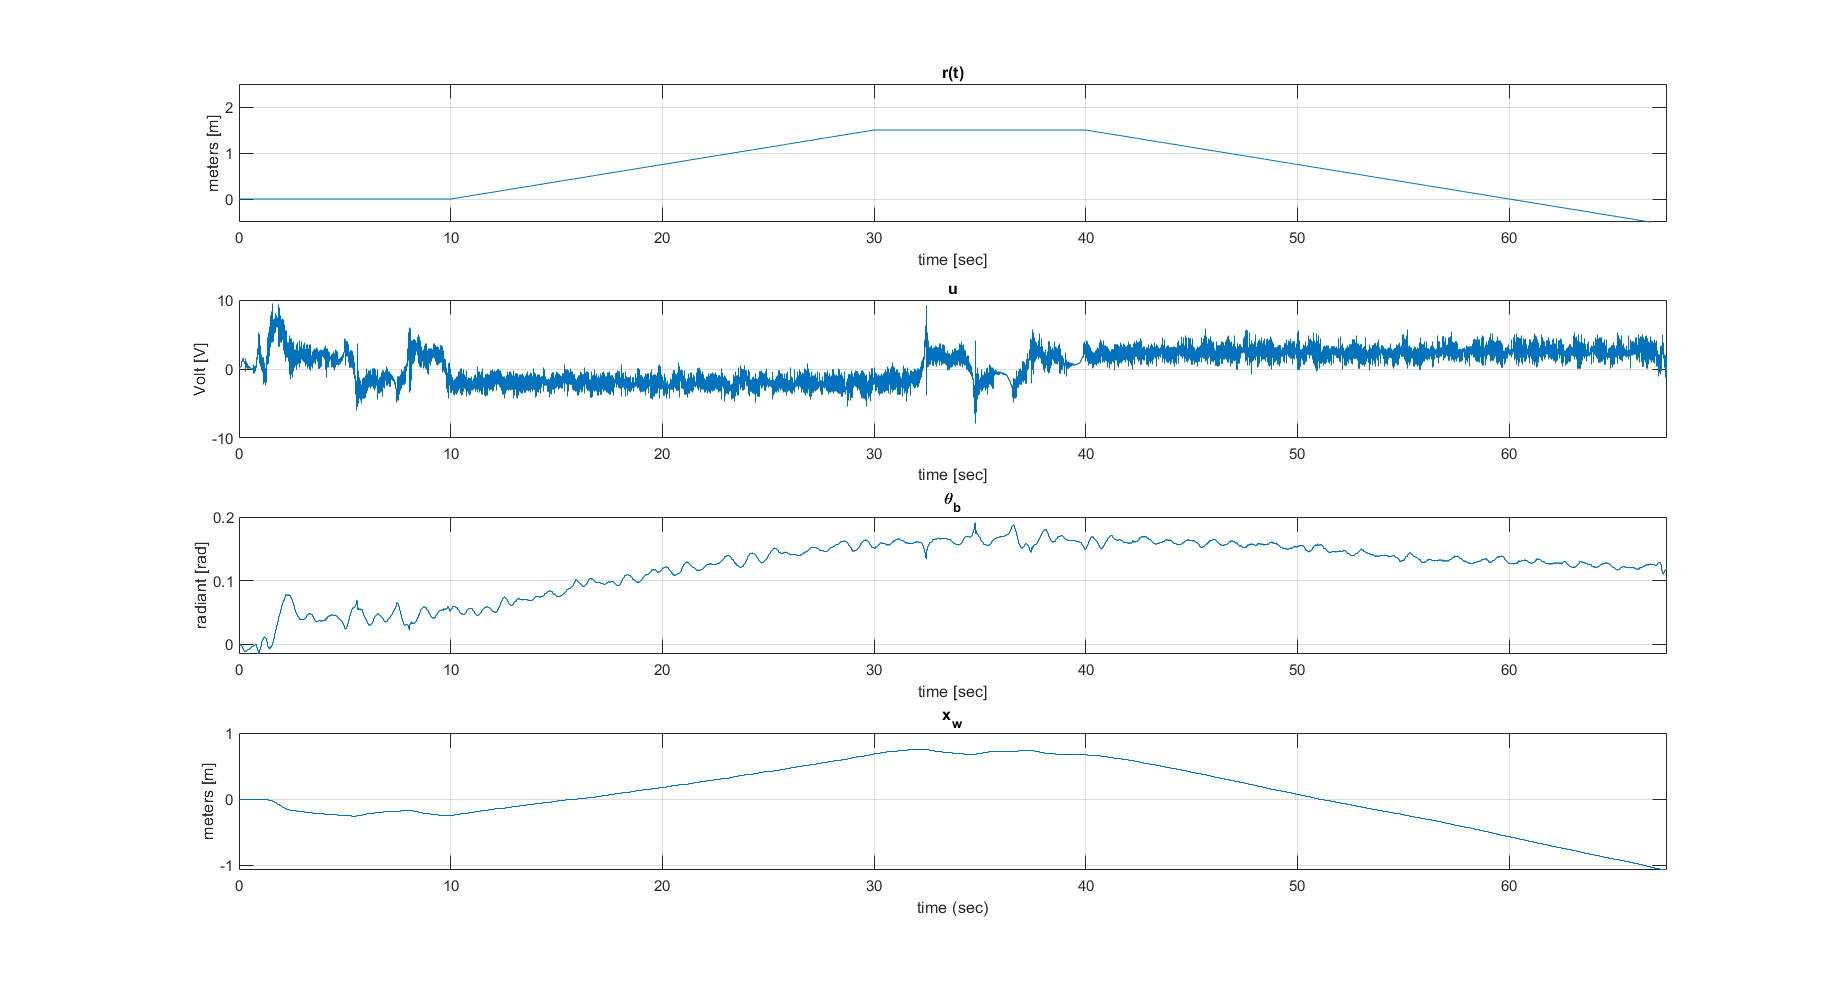 r(t)
meters [m]
2
1
0
0 10 20 30 40 50 60
time [sec]
u
Volt [V]
10
0
-10
0 10 20 30 40 50 60
time [sec]
θb
radiant [rad]
0.2
0.1
0
0 10 20 30 40 50 60
time [sec]
xw
meters [m]
1
0
-1
0 10 20 30 40 50 60
time (sec)